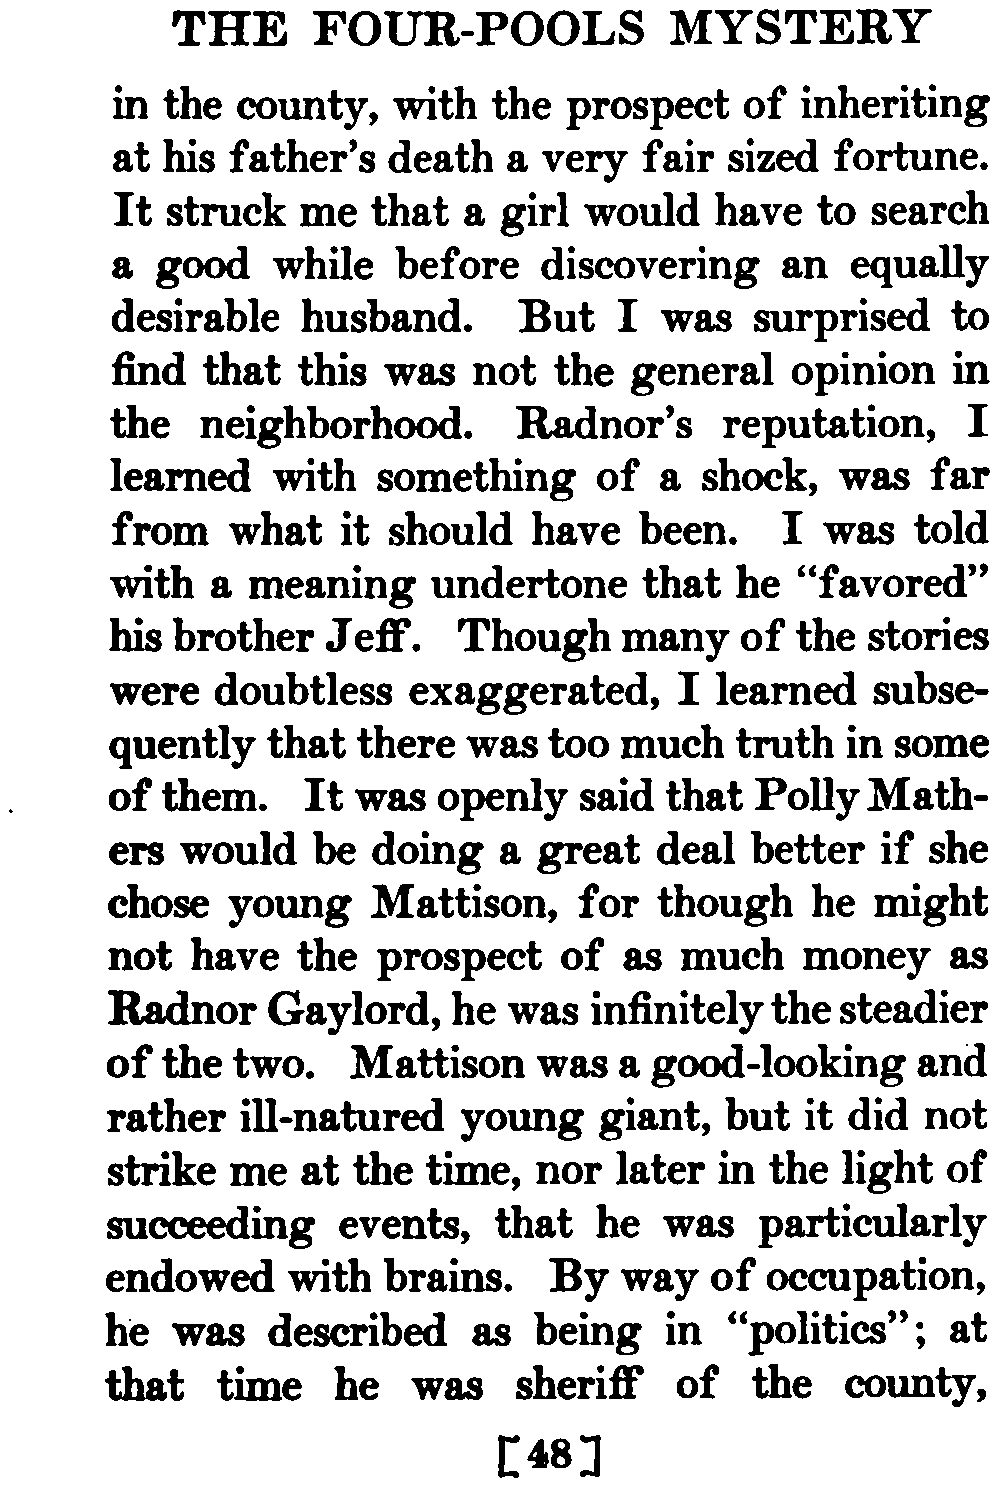 THE FOUR-POOLS MYSTERY
in the county, with the prospect of inheriting
at his father's death a very fair sized fortune.
It struck me that a girl would have to search
a good while before discovering an equally
desirable husband. But I was surprised to
find that this was not the general opinion in
the neighborhood. Radnor's reputation, I
learned with something of a shock, was far
from what it should have been. I was told
with a meaning undertone that he “favored”
his brother Jeff. Though many of the stories
were doubtless exaggerated, I learned subse-
quently that there was too much truth in some
of them. It was openly said that Polly Math-
ers would be doing a great deal better if she
chose young Mattison, for though he might
not have the prospect of as much money as
Radnor Gaylord, he was infinitely the steadier
of the two. Mattison was a good-looking and
rather ill-natured young giant, but it did not
strike me at the time, nor later in the light of
succeeding events, that he was particularly
endowed with brains. By way of occupation,
he was described as being in “politics”; at
that time he was sheriff of the county,
[48]